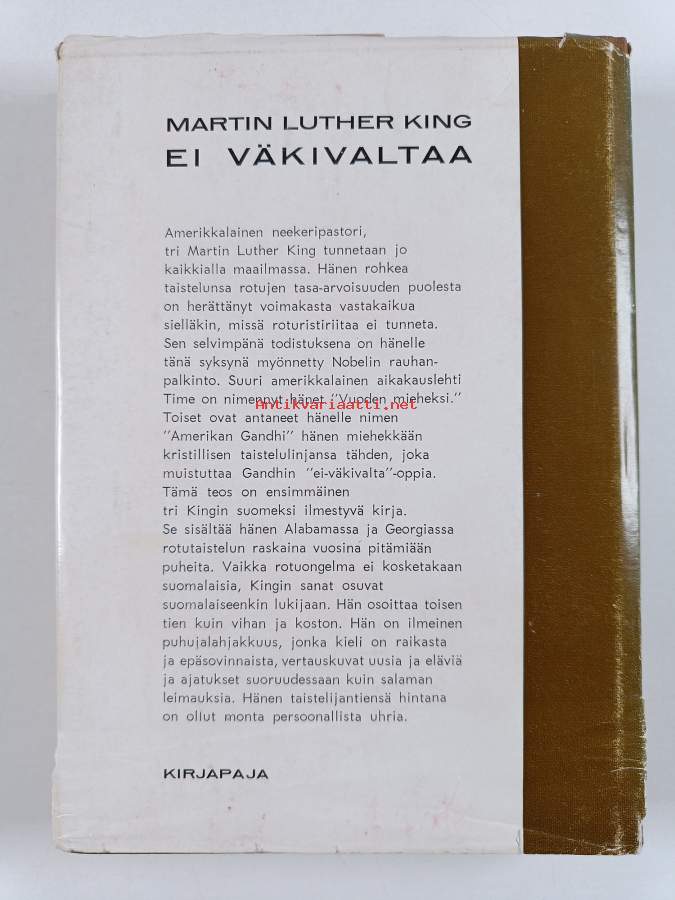 MARTIN LUTHER KING
EI VÄKIVALTAA
Amerikkalainen neekeripastori,
tri Martin Luther King tunnetaan jo
kaikkialla maailmassa. Hänen rohkea
taistelunsa rotujen tasa-arvoisuuden puolesta
on herättänyt voimakasta vastakaikua
sielläkin, missä roturistiriitaa ei tunneta.
Sen selvimpänä todistuksena on hänelle
tänä syksynä myönnetty Nobelin rauhan-
palkinto. Suuri amerikkalainen aikakauslehti
Time on nimennyt hänet "Vuoden mieheksi."
Antikvariaatti.net
Toiset ovat antaneet hänelle nimen
"Amerikan Gandhi" hänen miehekkään
kristillisen taistelulinjansa tähden, joka
muistuttaa Gandhin "ei-väkivalta"-oppia.
Tämä teos on ensimmäinen
tri Kingin suomeksi ilmestyvä kirja.
Se sisältää hänen Alabamassa ja Georgiassa
rotutaistelun raskaina vuosina pitämiään
puheita. Vaikka rotuongelma ei kosketakaan
suomalaisia, Kingin sanat osuvat
suomalaiseenkin lukijaan. Hän osoittaa toisen
tien kuin vihan ja koston. Hän on ilmeinen
puhujalahjakkuus, jonka kieli on raikasta
ja epäsovinnaista, vertauskuvat uusia ja eläviä
ja ajatukset suoruudessaan kuin salaman
leimauksia. Hänen taistelijantiensä hintana
on ollut monta persoonallista uhria.
KIRJAPAJA